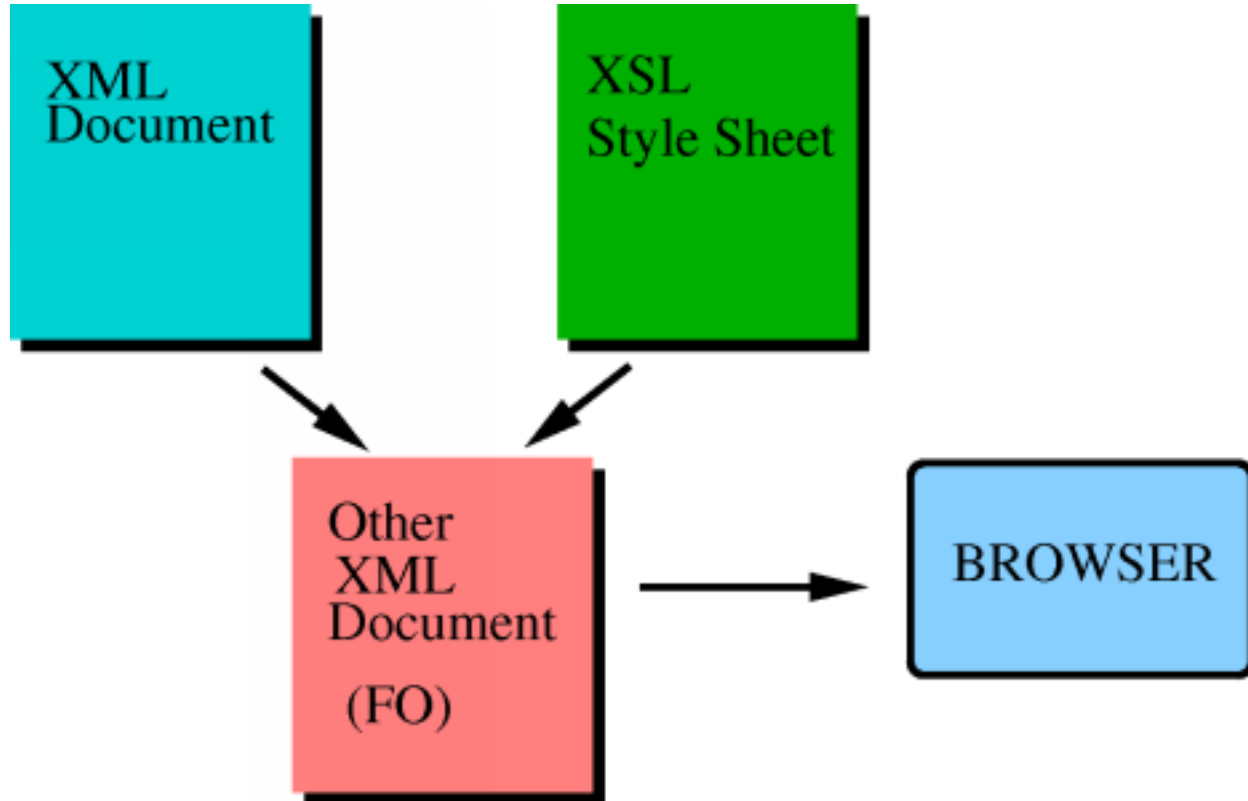 XML
Document
XSL
Style Sheet
Other
XML
Document
(FO)
BROWSER